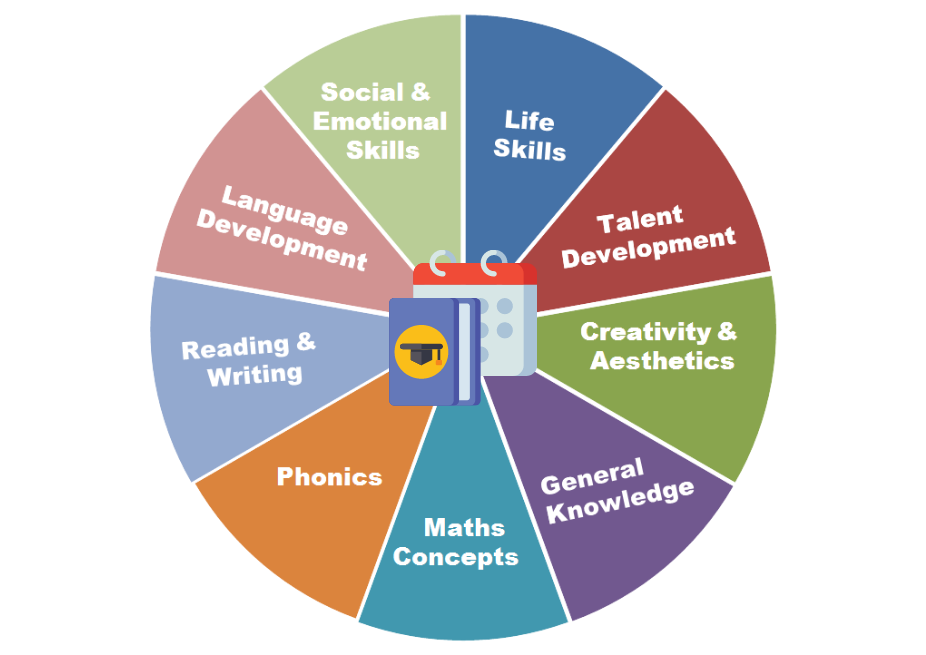 Social &
Emotional
Skills
Life
Skills
Talent
Development
Creativity &
Aesthetics
General
Knowledge
Maths
Concepts
Phonics
Reading &
Writing
Language
Development